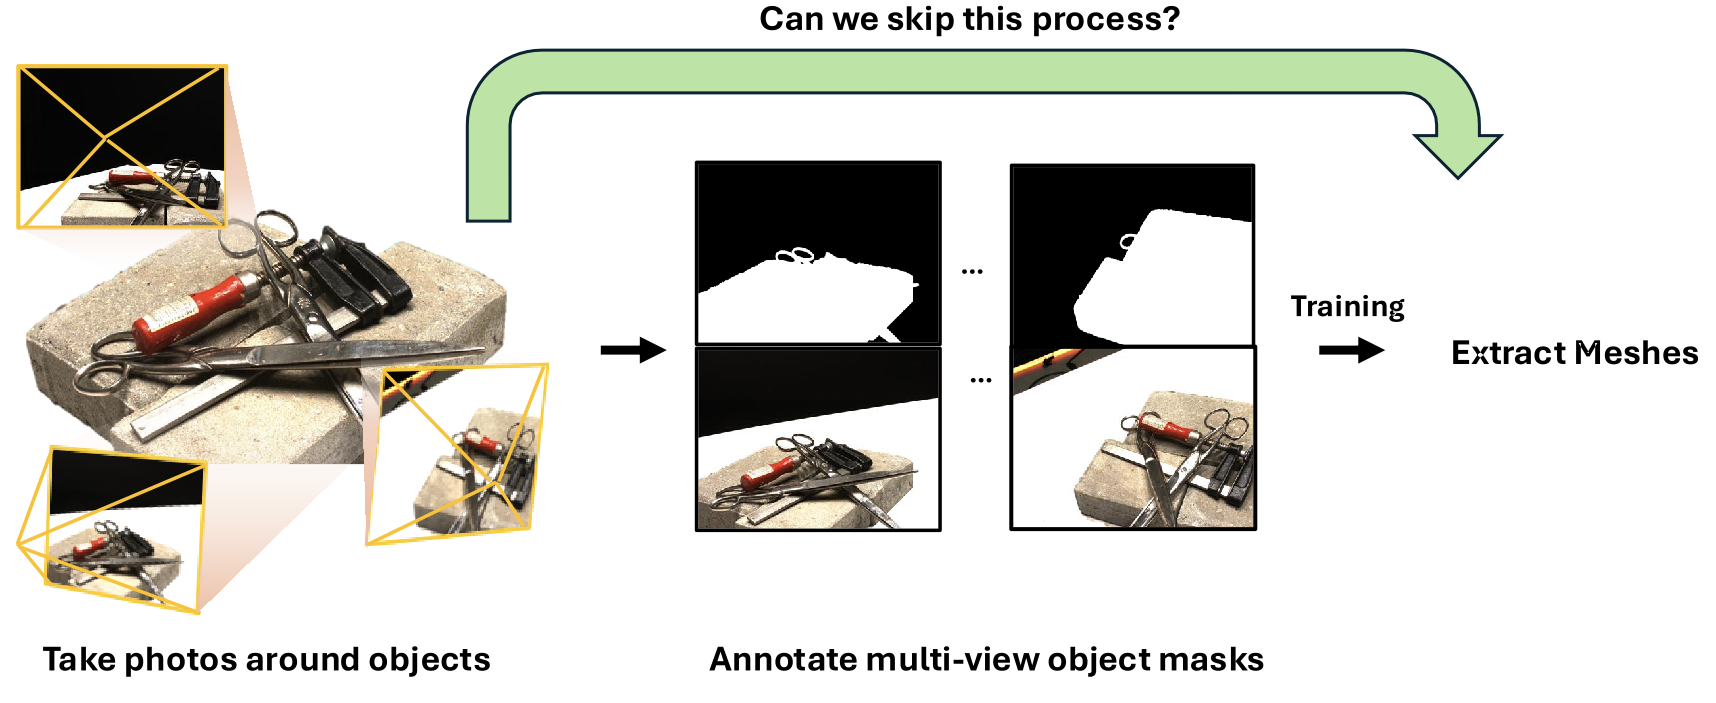 Can we skip this process?
...
...
Training
Extract Meshes
Take photos around objects
Annotate multi-view object masks